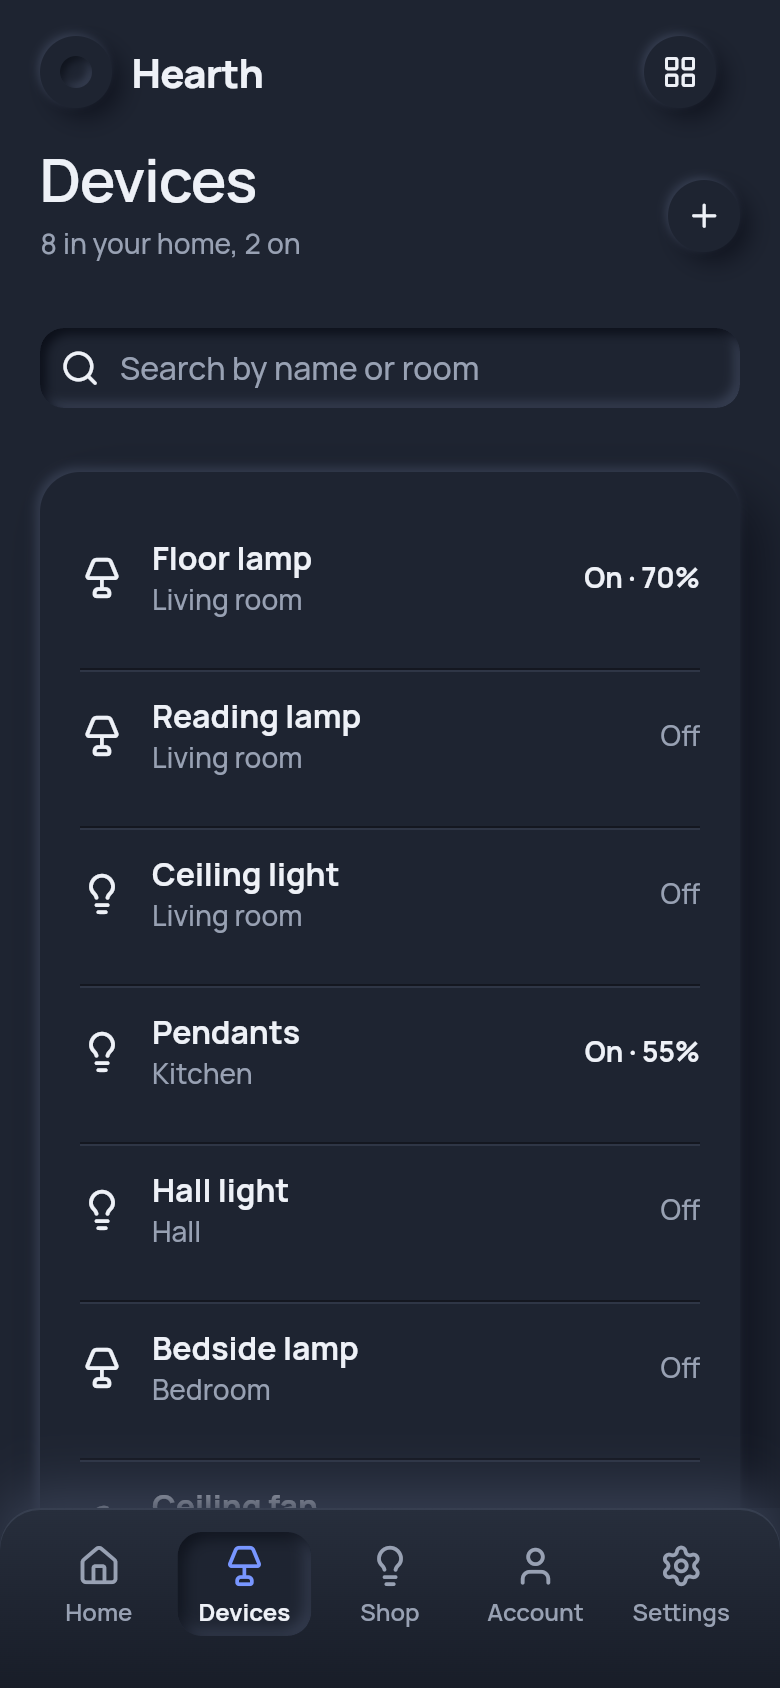 Hearth
Devices
8 in your home, 2 on
Search by name or room
Floor lamp
Living room
On · 70%
Reading lamp
Living room
Off
Ceiling light
Living room
Off
Pendants
Kitchen
On · 55%
Hall light
Hall
Off
Bedside lamp
Bedroom
Off
Ceiling fan
Home
Devices
Shop
Account
Settings